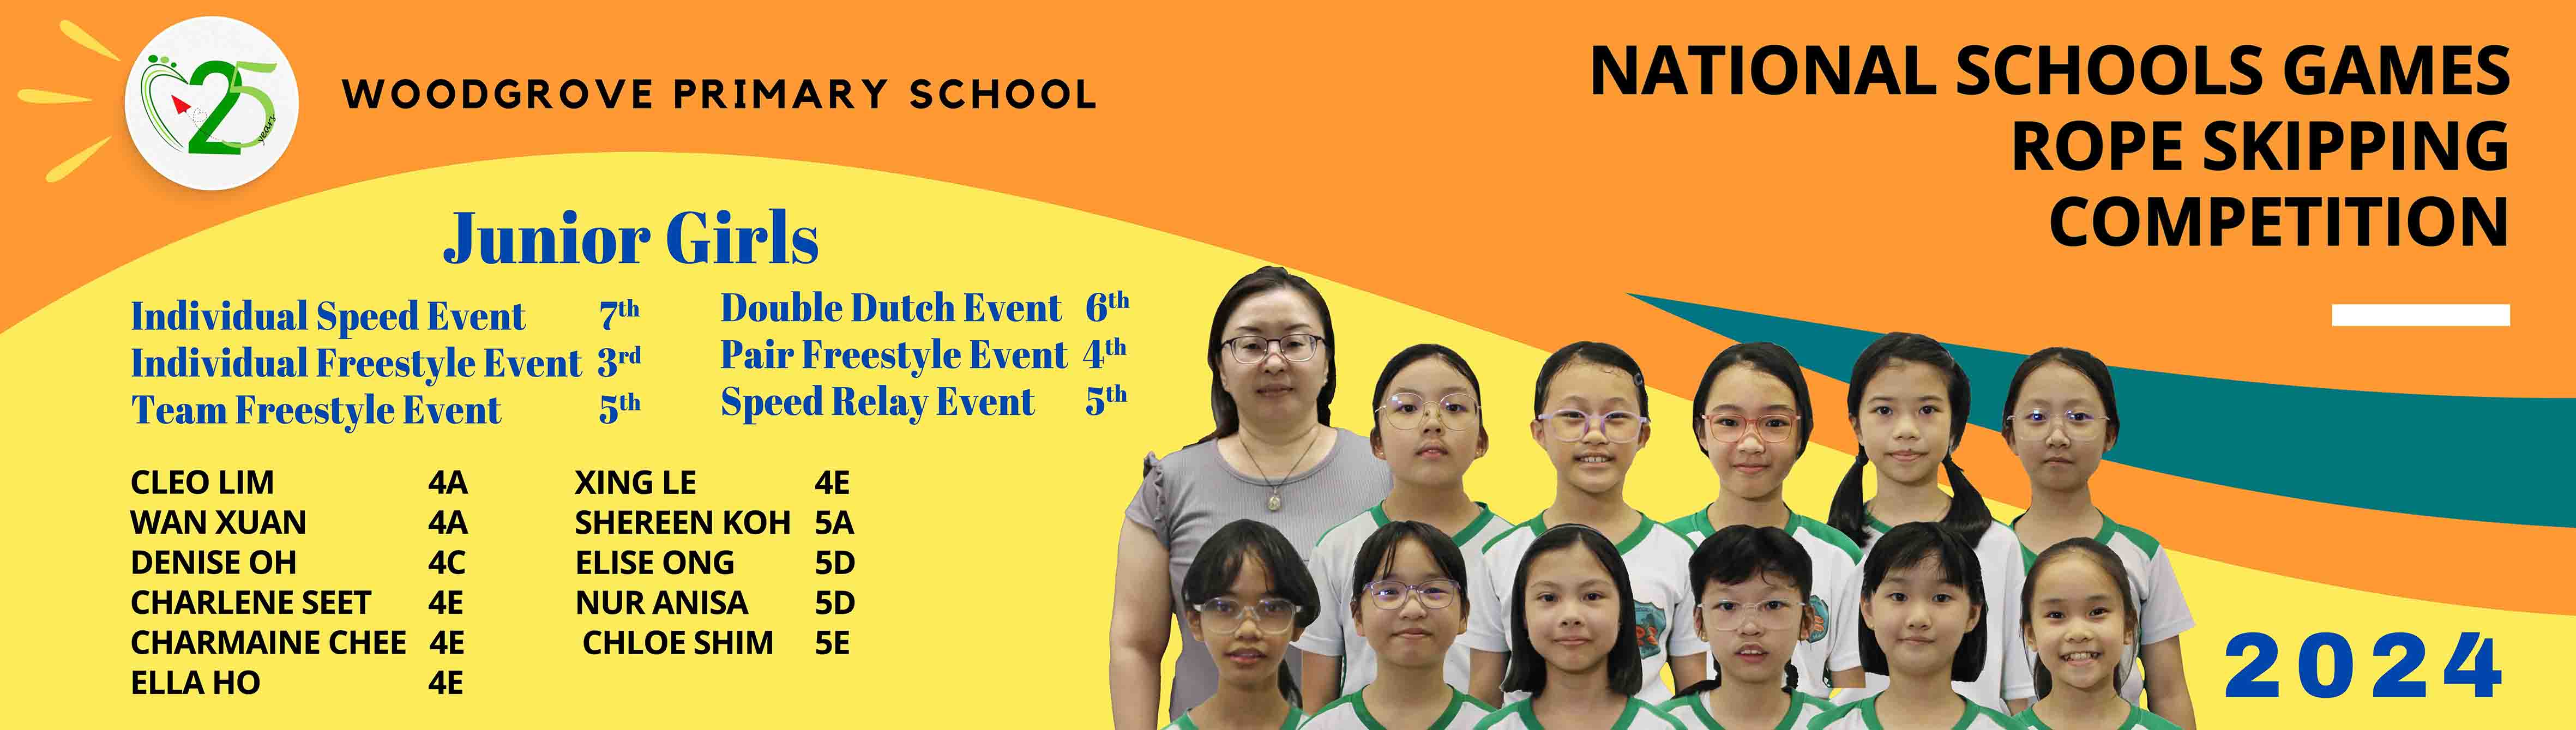 25
years
WOODGROVE PRIMARY SCHOOL
NATIONAL SCHOOLS GAMES
ROPE SKIPPING
COMPETITION
Junior Girls
Individual Speed Event 7th
Individual Freestyle Event 3rd
Team Freestyle Event 5th
Double Dutch Event 6th
Pair Freestyle Event 4th
Speed Relay Event 5th
CLEO LIM 4A
WAN XUAN 4A
DENISE OH 4C
CHARLENE SEET 4E
CHARMAINE CHEE 4E
ELLA HO 4E
XING LE 4E
SHEREEN KOH 5A
ELISE ONG 5D
NUR ANISA 5D
CHLOE SHIM 5E
2024